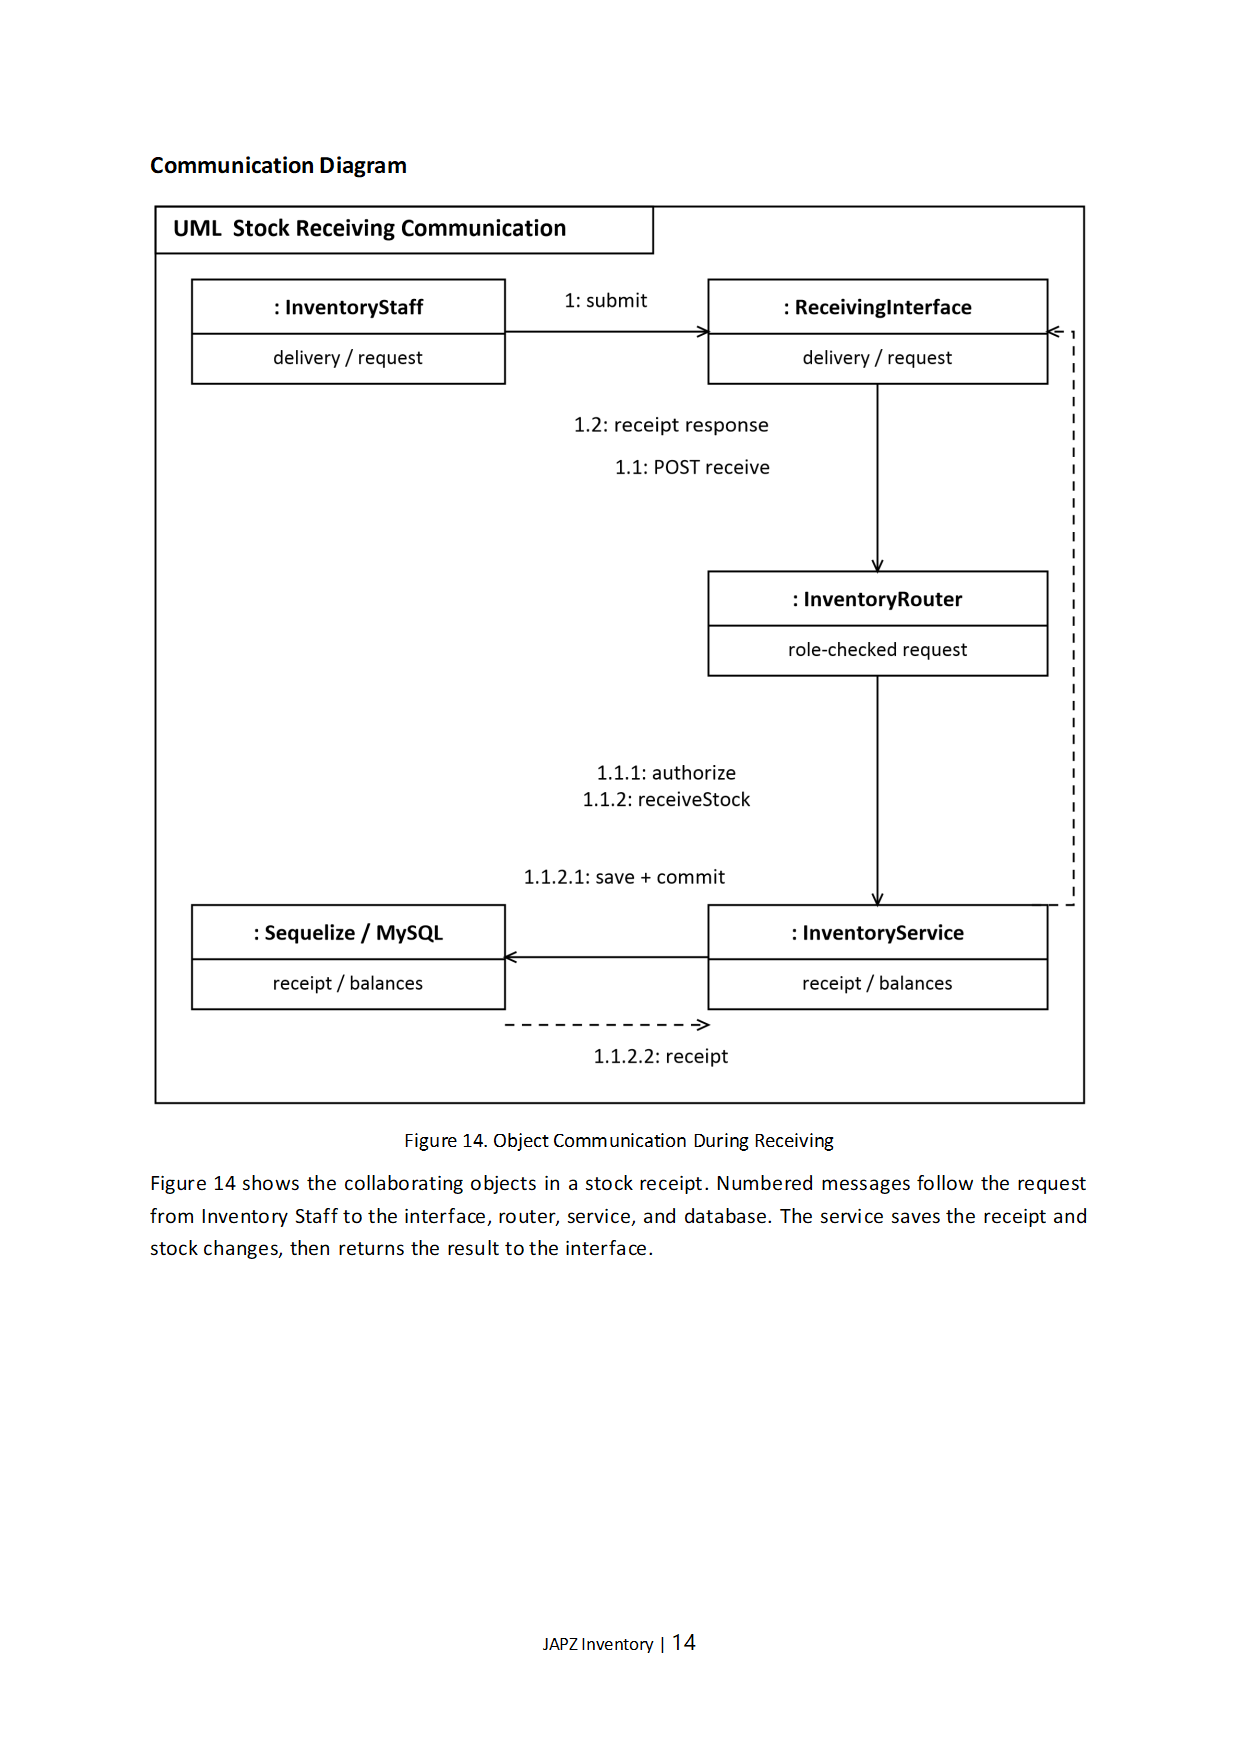 Communication Diagram
UML  Stock Receiving Communication
: InventoryStaff
delivery / request
1: submit
: ReceivingInterface
delivery / request
1.2: receipt response
1.1: POST receive
: InventoryRouter
role-checked request
1.1.1: authorize
1.1.2: receiveStock
1.1.2.1: save + commit
: Sequelize / MySQL
receipt / balances
: InventoryService
receipt / balances
1.1.2.2: receipt
Figure 14. Object Communication During Receiving
Figure 14 shows the collaborating objects in a stock receipt. Numbered messages follow the request
from Inventory Staff to the interface, router, service, and database. The service saves the receipt and
stock changes, then returns the result to the interface.
JAPZ Inventory | 14